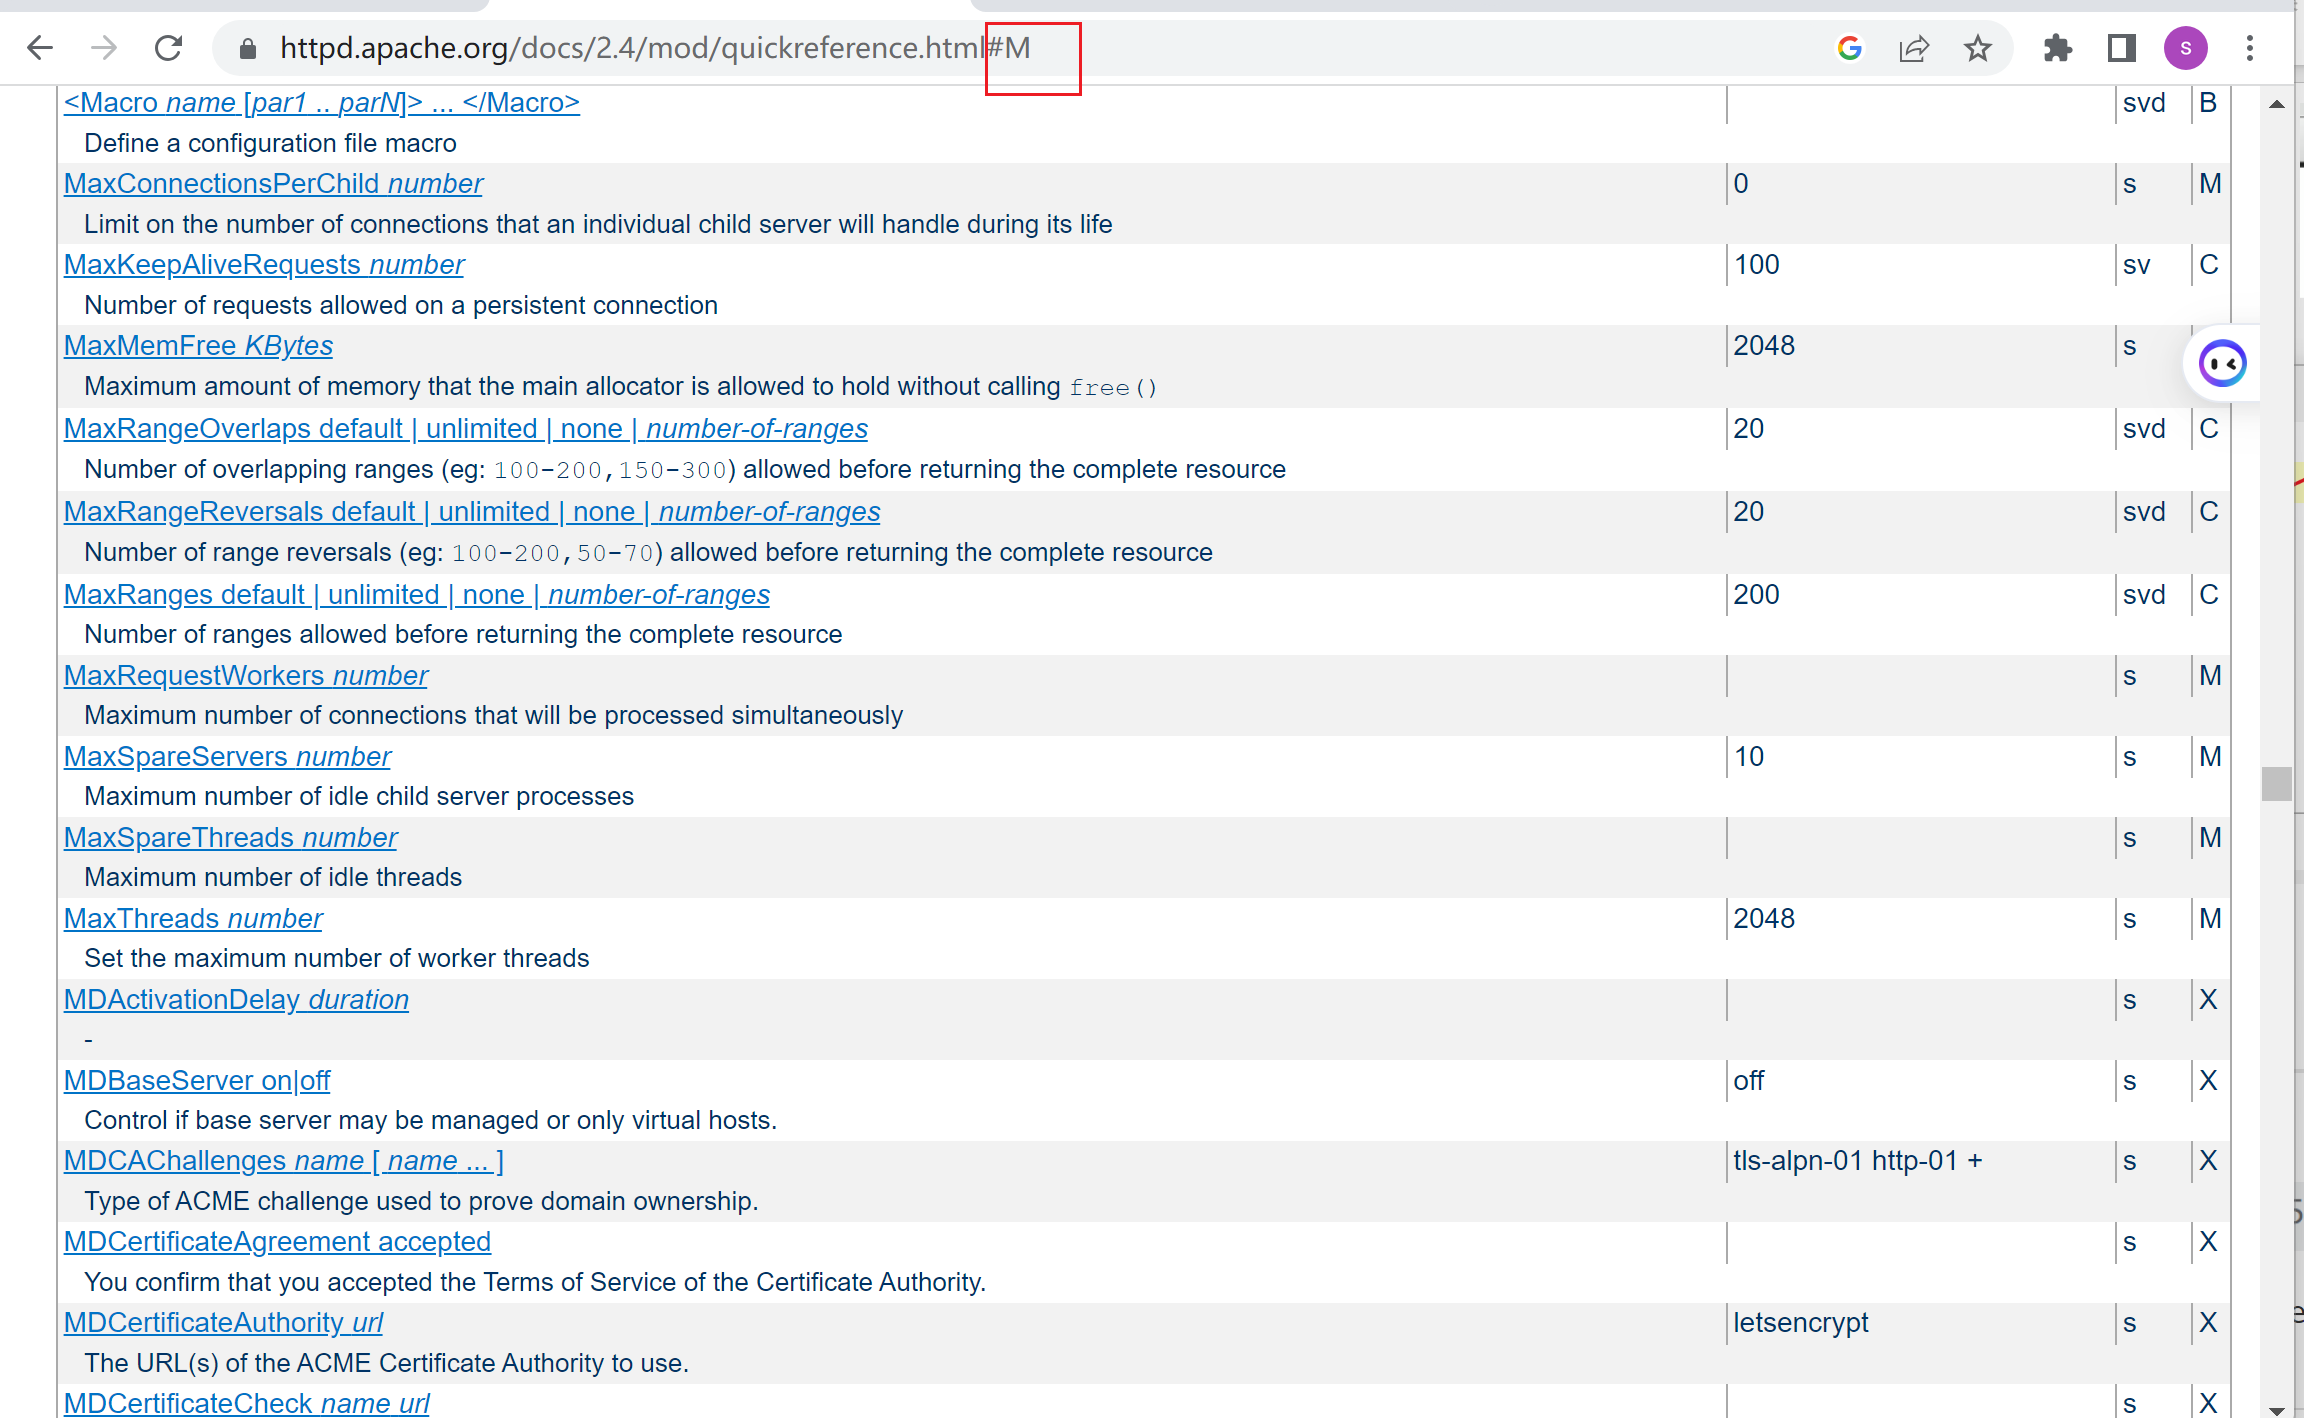 httpd.apache.org/docs/2.4/mod/quickreference.html#M
S
<Macro name [par1 .. parN]> ... </Macro> svd B
Define a configuration file macro
MaxConnectionsPerChild number 0 s M
Limit on the number of connections that an individual child server will handle during its life
MaxKeepAliveRequests number 100 sv C
Number of requests allowed on a persistent connection
MaxMemFree KBytes 2048 s
Maximum amount of memory that the main allocator is allowed to hold without calling free()
MaxRangeOverlaps default | unlimited | none | number-of-ranges 20 svd C
Number of overlapping ranges (eg: 100-200,150-300) allowed before returning the complete resource
MaxRangeReversals default | unlimited | none | number-of-ranges 20 svd C
Number of range reversals (eg: 100-200,50-70) allowed before returning the complete resource
MaxRanges default | unlimited | none | number-of-ranges 200 svd C
Number of ranges allowed before returning the complete resource
MaxRequestWorkers number s M
Maximum number of connections that will be processed simultaneously
MaxSpareServers number 10 s M
Maximum number of idle child server processes
MaxSpareThreads number s M
Maximum number of idle threads
MaxThreads number 2048 s M
Set the maximum number of worker threads
MDActivationDelay duration s X
-
MDBaseServer on|off off s X
Control if base server may be managed or only virtual hosts.
MDCAChallenges name [ name ... ] tls-alpn-01 http-01 + s X
Type of ACME challenge used to prove domain ownership.
MDCertificateAgreement accepted s X
You confirm that you accepted the Terms of Service of the Certificate Authority.
MDCertificateAuthority url letsencrypt s X
The URL(s) of the ACME Certificate Authority to use.
MDCertificateCheck name url s X